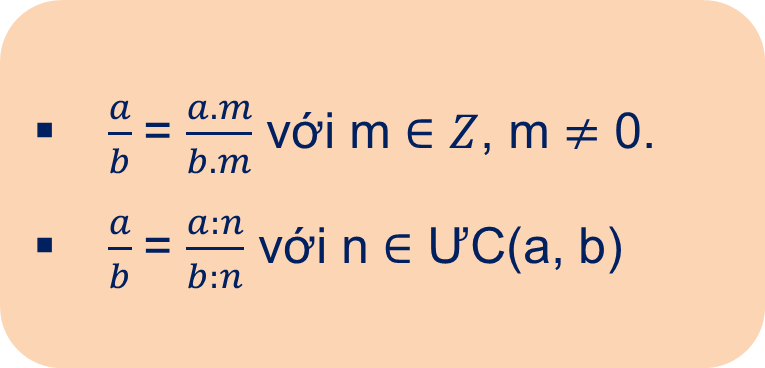 ▪ a/b = a.m/b.m với m ∈ Z, m ≠ 0.
▪ a/b = a:n/b:n với n ∈ ƯC(a, b)